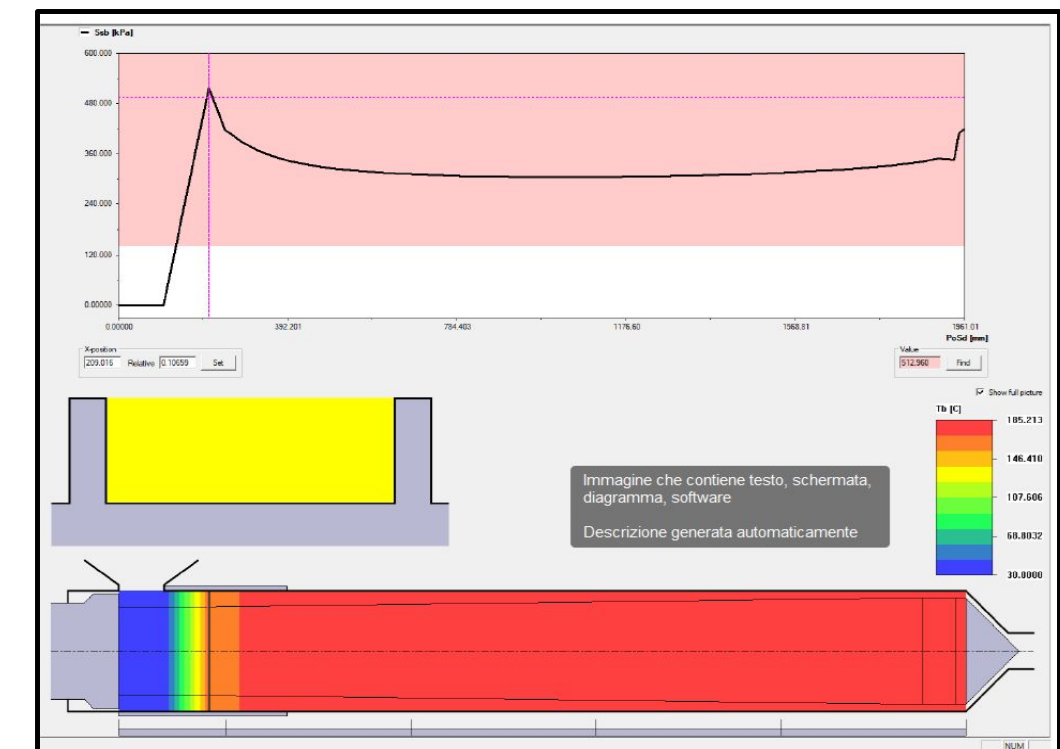 Ssb [kPa]
600.000
480.000
360.000
240.000
120.000
0.00000
0.00000 392.201 784.403 1176.60 1568.81 1961.01
PoSd [mm]
X-position
209.016 Relative 0.10659 Set
Value
512.960 Find
Show full picture
Tb [C]
185.213
146.410
107.606
68.8032
30.0000
Immagine che contiene testo, schermata,
diagramma, software
Descrizione generata automaticamente
NUM